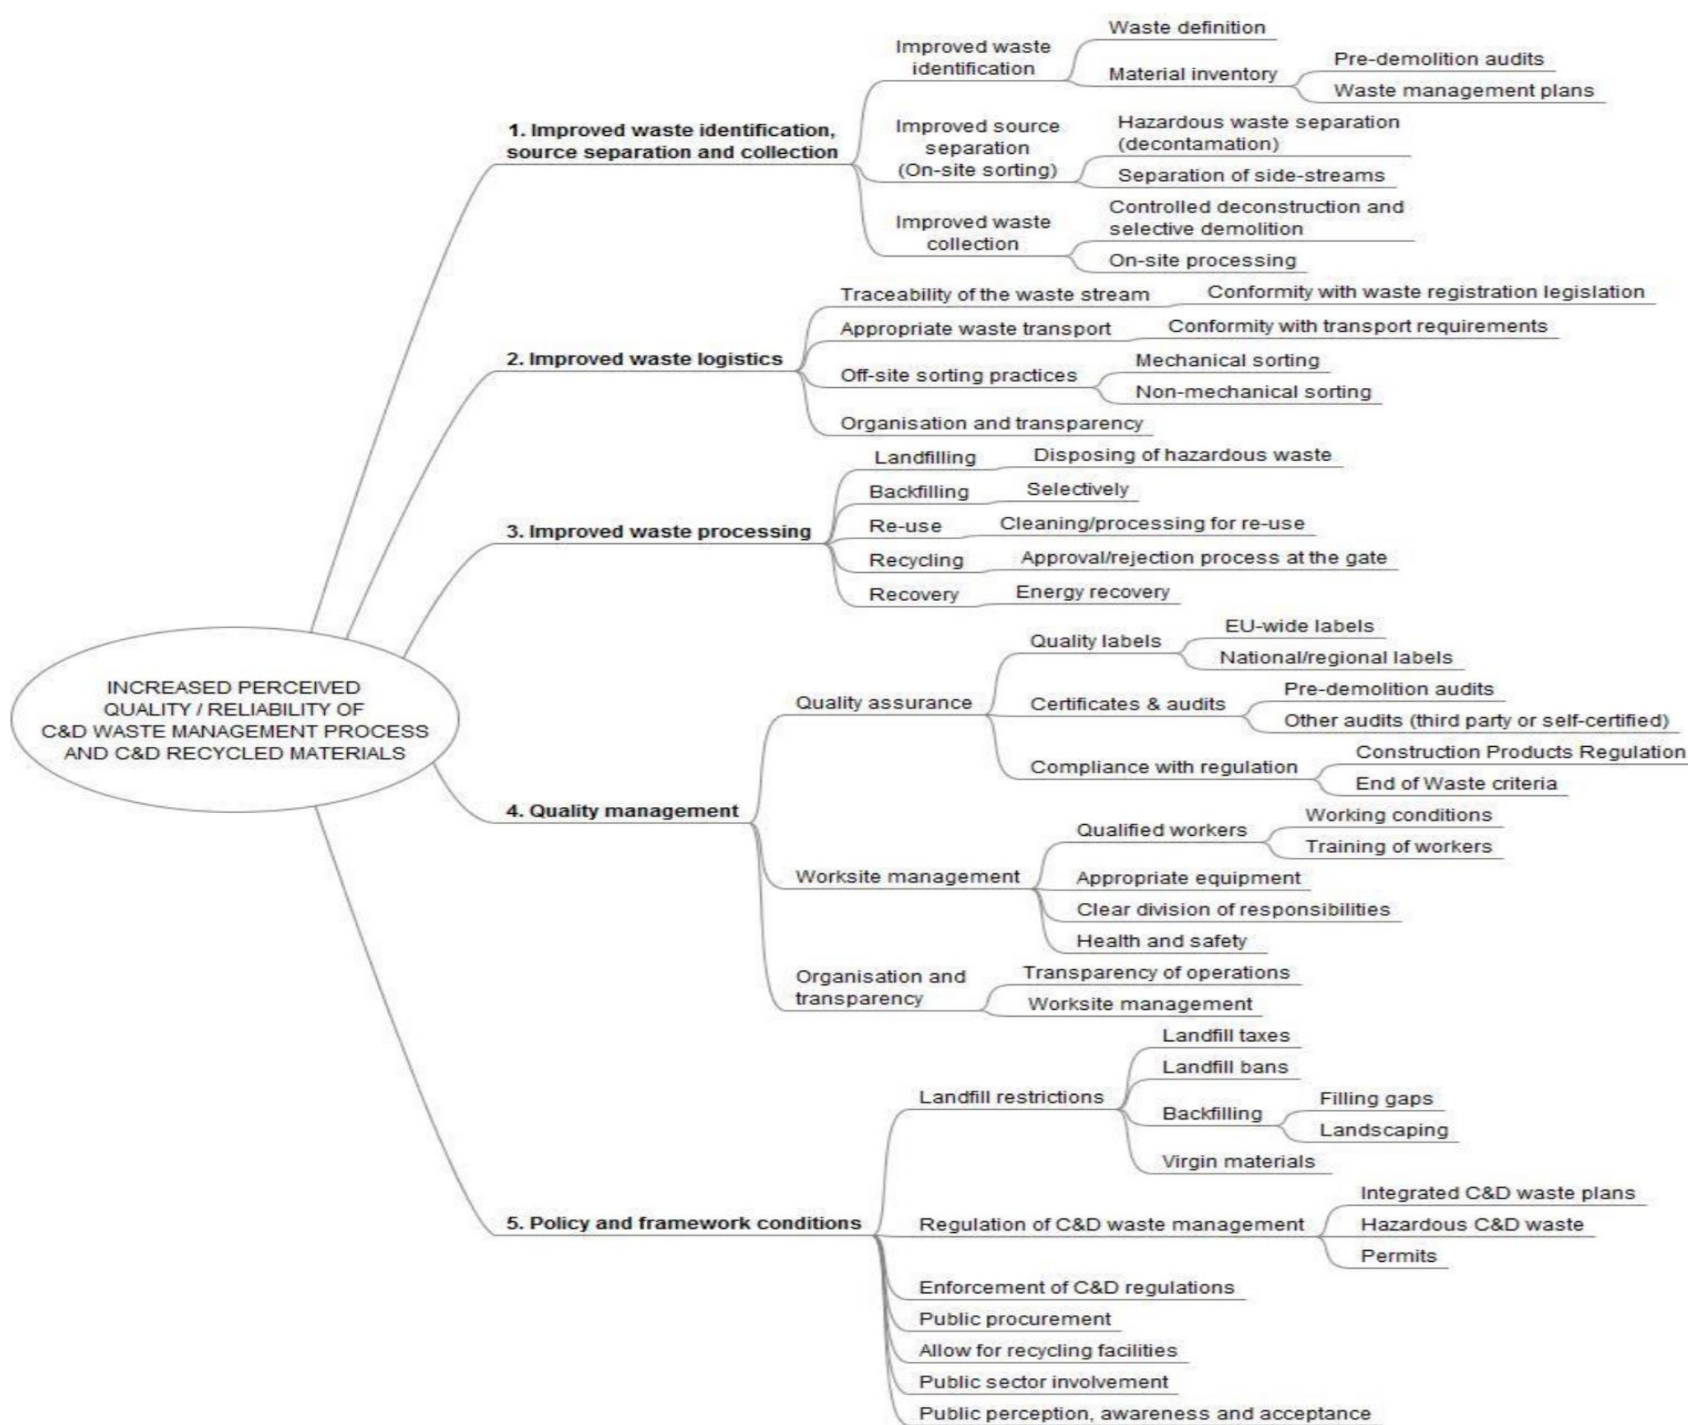 Waste definition
Improved waste
identification
Material inventory
Pre-demolition audits
Waste management plans
1. Improved waste identification,
source separation and collection
Improved source
separation
(On-site sorting)
Hazardous waste separation
(decontamation)
Separation of side-streams
Improved waste
collection
Controlled deconstruction and
selective demolition
On-site processing
2. Improved waste logistics
Traceability of the waste stream
Conformity with waste registration legislation
Appropriate waste transport
Conformity with transport requirements
Off-site sorting practices
Mechanical sorting
Non-mechanical sorting
Organisation and transparency
3. Improved waste processing
Landfilling
Disposing of hazardous waste
Backfilling
Selectively
Re-use
Cleaning/processing for re-use
Recycling
Approval/rejection process at the gate
Recovery
Energy recovery
INCREASED PERCEIVED
QUALITY / RELIABILITY OF
C&D WASTE MANAGEMENT PROCESS
AND C&D RECYCLED MATERIALS
4. Quality management
Quality assurance
Quality labels
EU-wide labels
National/regional labels
Certificates & audits
Pre-demolition audits
Other audits (third party or self-certified)
Compliance with regulation
Construction Products Regulation
End of Waste criteria
Worksite management
Qualified workers
Working conditions
Training of workers
Appropriate equipment
Clear division of responsibilities
Health and safety
Organisation and
transparency
Transparency of operations
Worksite management
5. Policy and framework conditions
Landfill restrictions
Landfill taxes
Landfill bans
Backfilling
Filling gaps
Landscaping
Virgin materials
Regulation of C&D waste management
Integrated C&D waste plans
Hazardous C&D waste
Permits
Enforcement of C&D regulations
Public procurement
Allow for recycling facilities
Public sector involvement
Public perception, awareness and acceptance